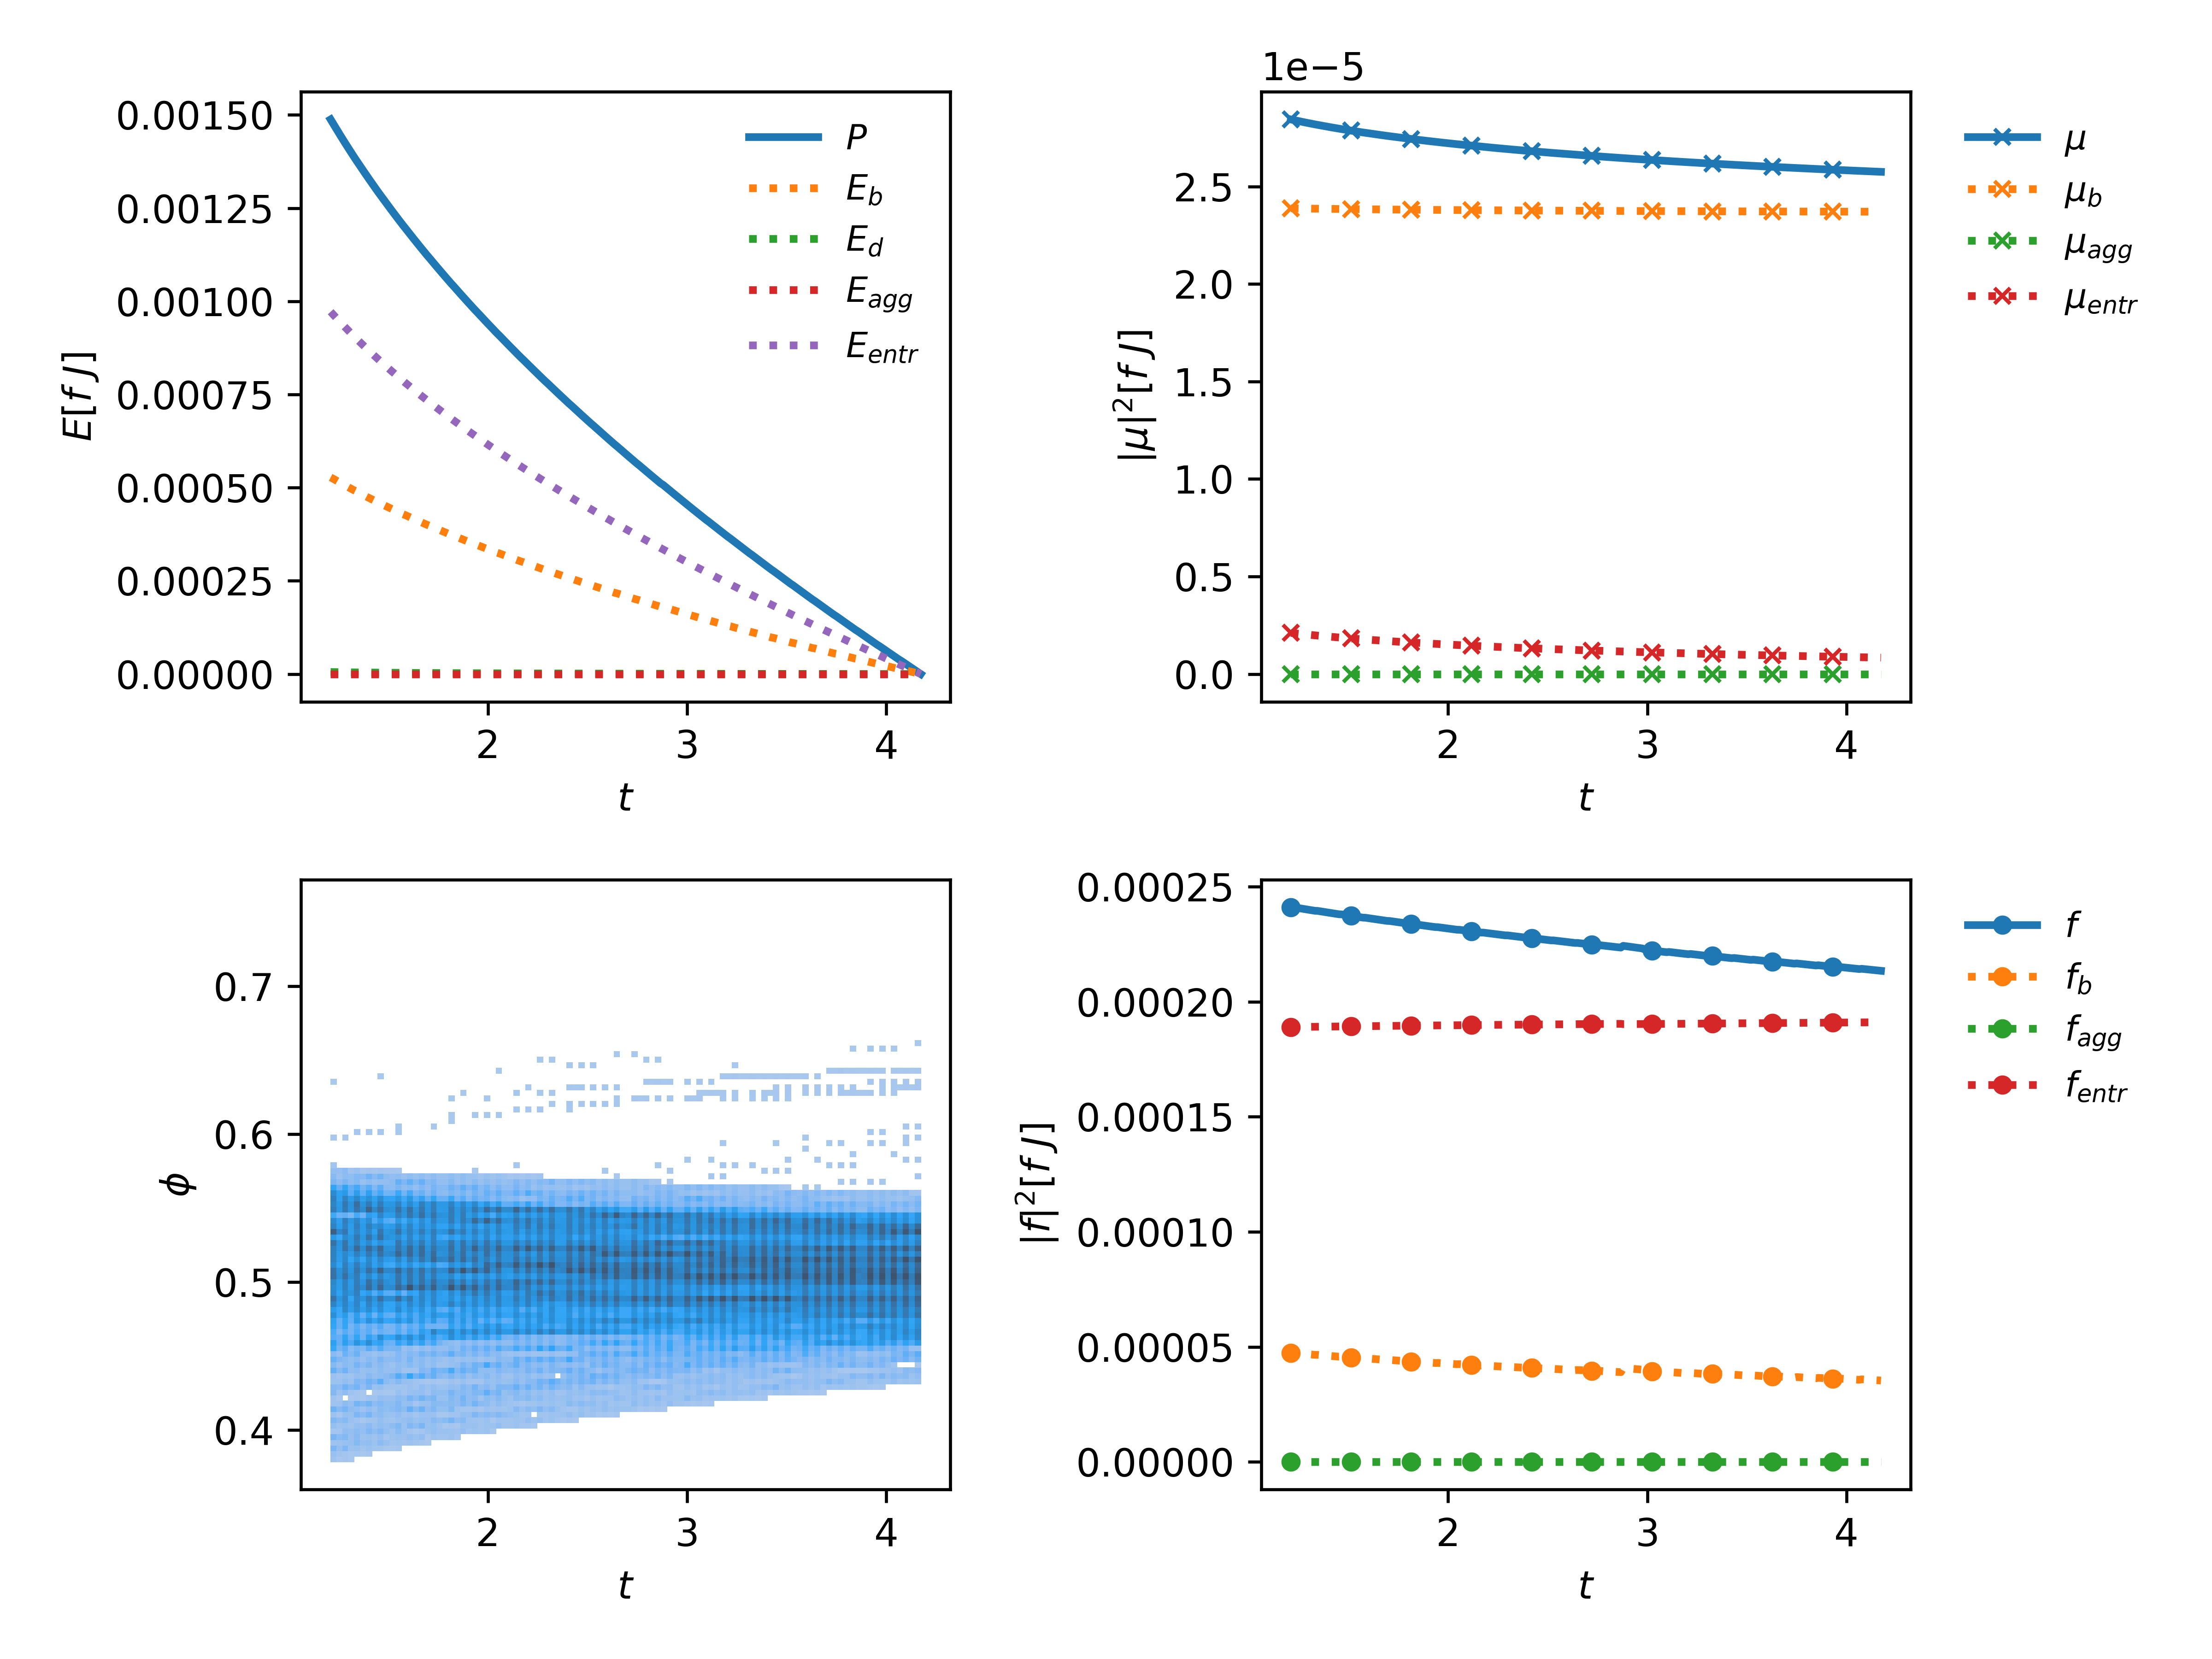 0.00150
0.00125
0.00100
0.00075
0.00050
0.00025
0.00000
E[f J]
2 3 4
t
P
E_b
E_d
E_agg
E_entr
1e−5
2.5
2.0
1.5
1.0
0.5
0.0
|μ|²[f J]
2 3 4
t
μ
μ_b
μ_agg
μ_entr
0.7
0.6
0.5
0.4
ϕ
2 3 4
t
0.00025
0.00020
0.00015
0.00010
0.00005
0.00000
|f|²[f J]
2 3 4
t
f
f_b
f_agg
f_entr